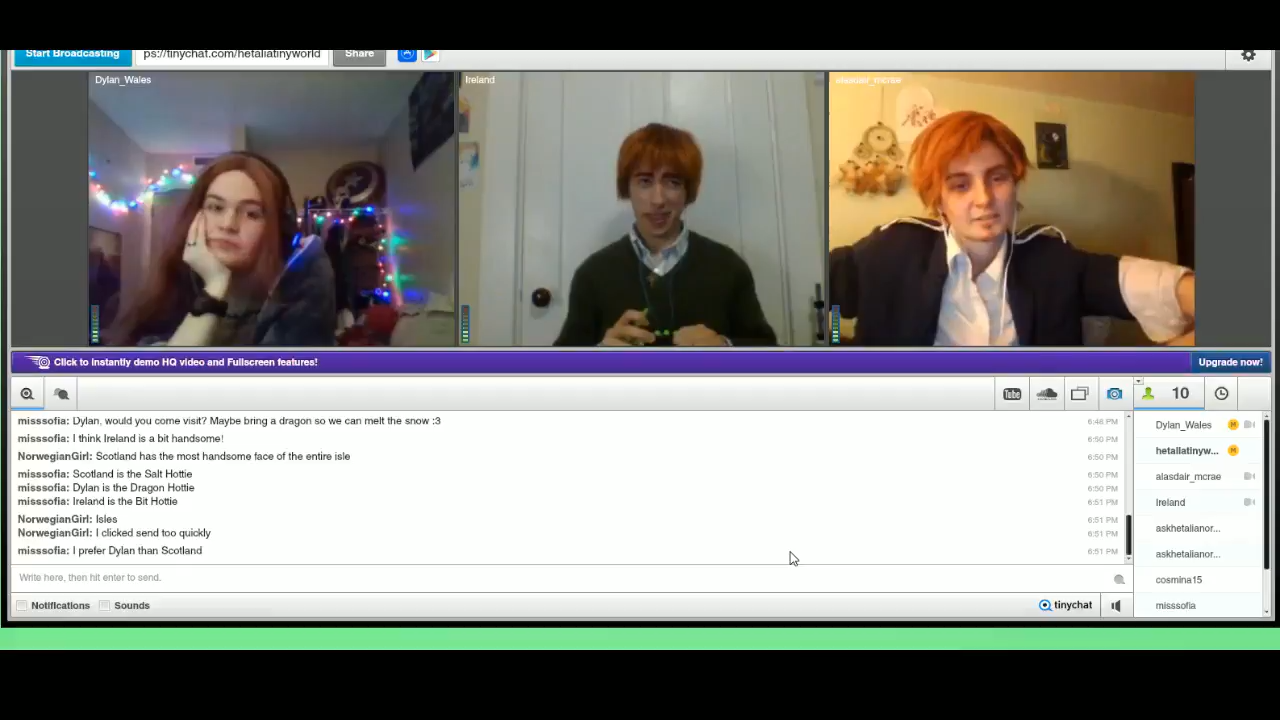 Start Broadcasting ps://tinychat.com/hetaliatinyworld Share
Dylan_Wales
Ireland
alasdair_mcrae
Click to instantly demo HQ video and Fullscreen features!
Upgrade now!
You Tube
10
misssofia: Dylan, would you come visit? Maybe bring a dragon so we can melt the snow :3 6:48 PM
misssofia: I think Ireland is a bit handsome! 6:50 PM
NorwegianGirl: Scotland has the most handsome face of the entire isle 6:50 PM
misssofia: Scotland is the Salt Hottie 6:50 PM
misssofia: Dylan is the Dragon Hottie 6:50 PM
misssofia: Ireland is the Bit Hottie 6:51 PM
NorwegianGirl: Isles 6:51 PM
NorwegianGirl: I clicked send too quickly 6:51 PM
misssofia: I prefer Dylan than Scotland 6:51 PM
Write here, then hit enter to send.
Notifications Sounds
tinychat
Dylan_Wales M
hetaliatinyw... M
alasdair_mcrae
Ireland
askhetalianor...
askhetalianor...
cosmina15
misssofia